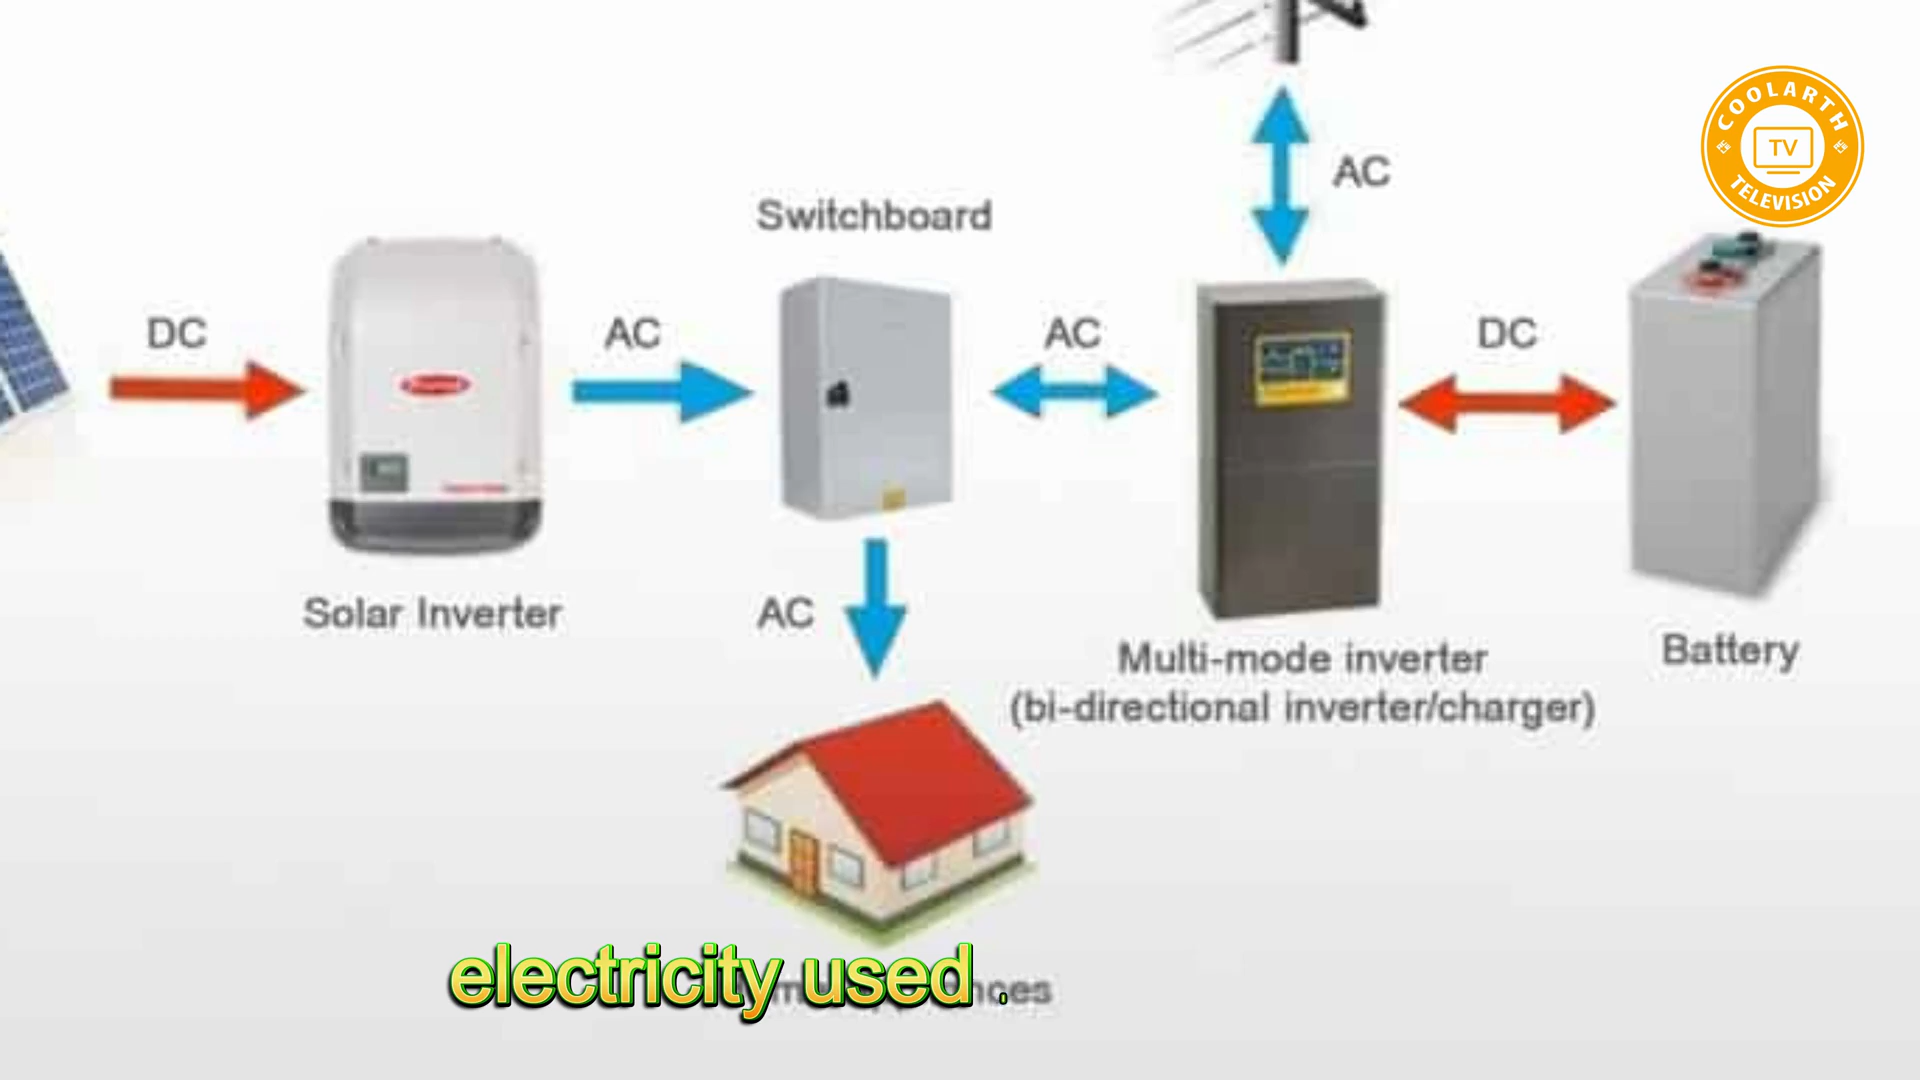 COOLARTH
TV
TELEVISION
AC
Switchboard
DC
AC
AC
DC
Solar Inverter
AC
Multi-mode inverter
(bi-directional inverter/charger)
Battery
electricity used .